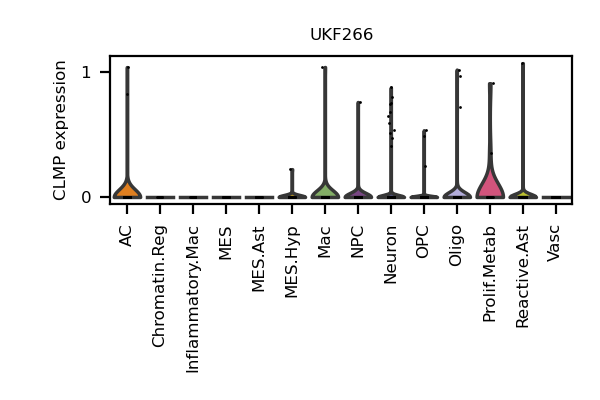 UKF266
CLMP expression
1
0
AC
Chromatin.Reg
Inflammatory.Mac
MES
MES.Ast
MES.Hyp
Mac
NPC
Neuron
OPC
Oligo
Prolif.Metab
Reactive.Ast
Vasc